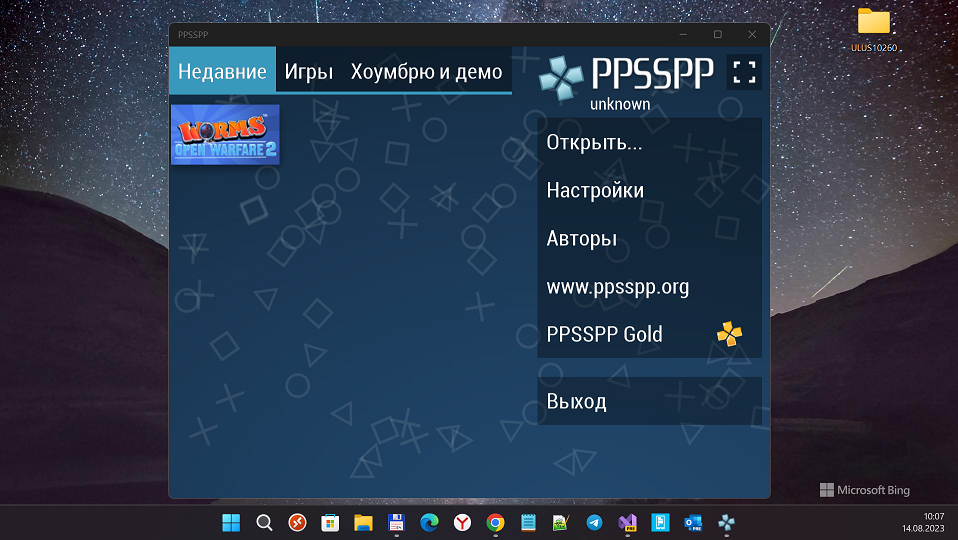 PPSSPP
ULUS10260
Недавние Игры Хоумбрю и демо
PPSSPP
unknown
WORMS
OPEN WARFARE 2
Открыть...
Настройки
Авторы
www.ppsspp.org
PPSSPP Gold
Выход
Microsoft Bing
10:07
14.08.2023